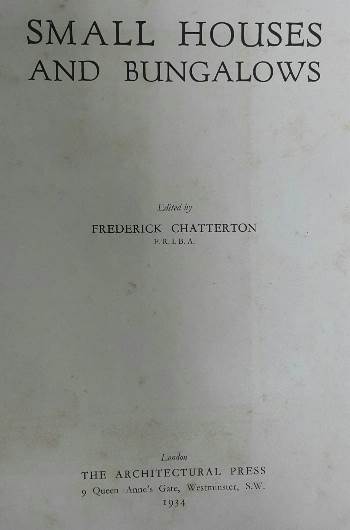 SMALL HOUSES
AND BUNGALOWS
Edited by
FREDERICK CHATTERTON
F.R.I.B.A.
London
THE ARCHITECTURAL PRESS
9 Queen Anne's Gate, Westminster, S.W.
1934